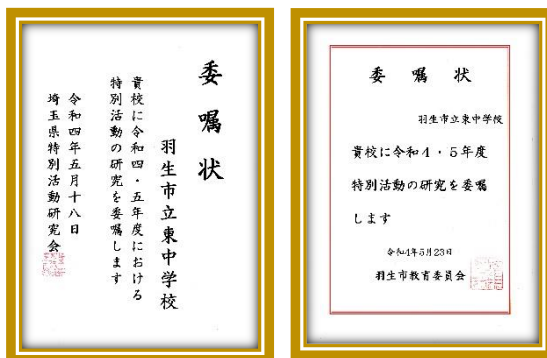 委嘱状
羽生市立東中学校
貴校に令和四・五年度における
特別活動の研究を委嘱します
令和四年五月十八日
埼玉県特別活動研究会
委嘱状
羽生市立東中学校
貴校に令和4・5年度
特別活動の研究を委嘱
します
令和4年5月23日
羽生市教育委員会